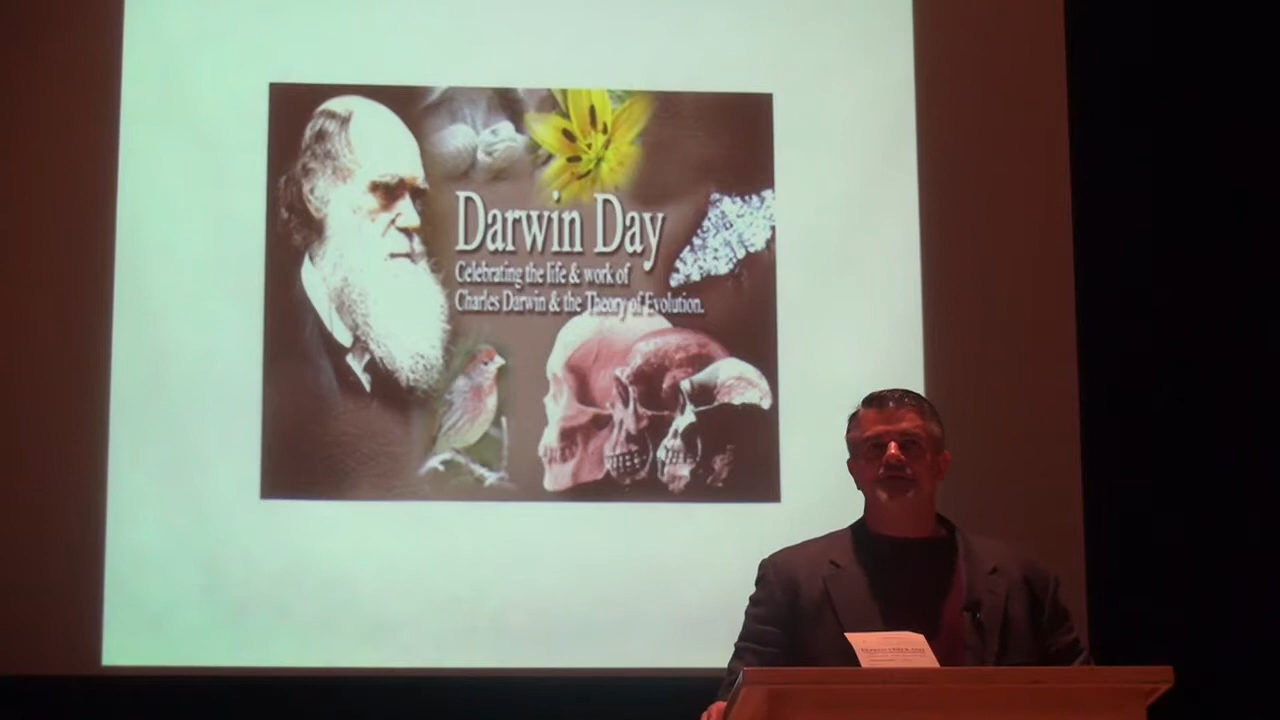 Darwin Day
Celebrating the life & work of
Charles Darwin & the Theory of Evolution.